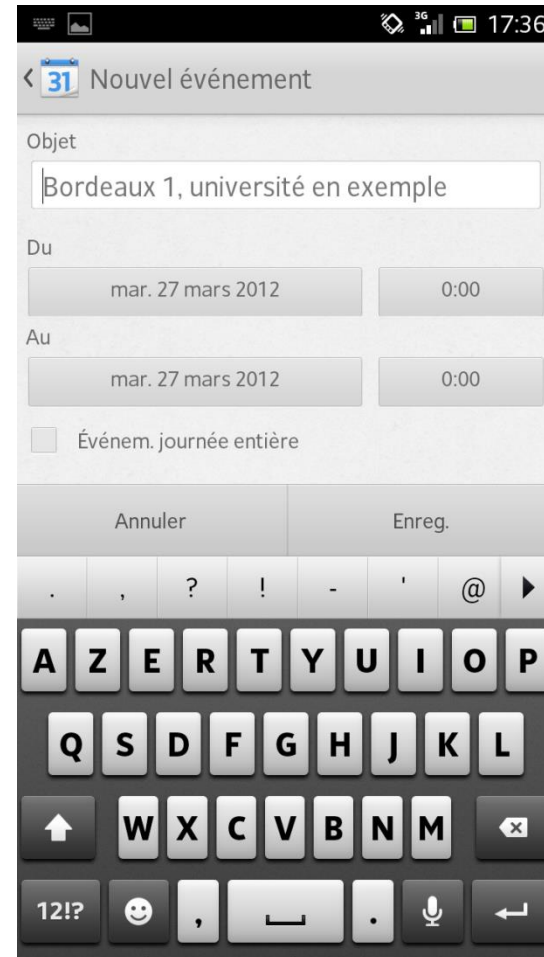 3G 17:36
31 Nouvel événement
Objet
Bordeaux 1, université en exemple
Du
mar. 27 mars 2012 0:00
Au
mar. 27 mars 2012 0:00
Événem. journée entière
Annuler Enreg.
. , ? ! - ' @
A Z E R T Y U I O P
Q S D F G H J K L
W X C V B N M
12!? , .